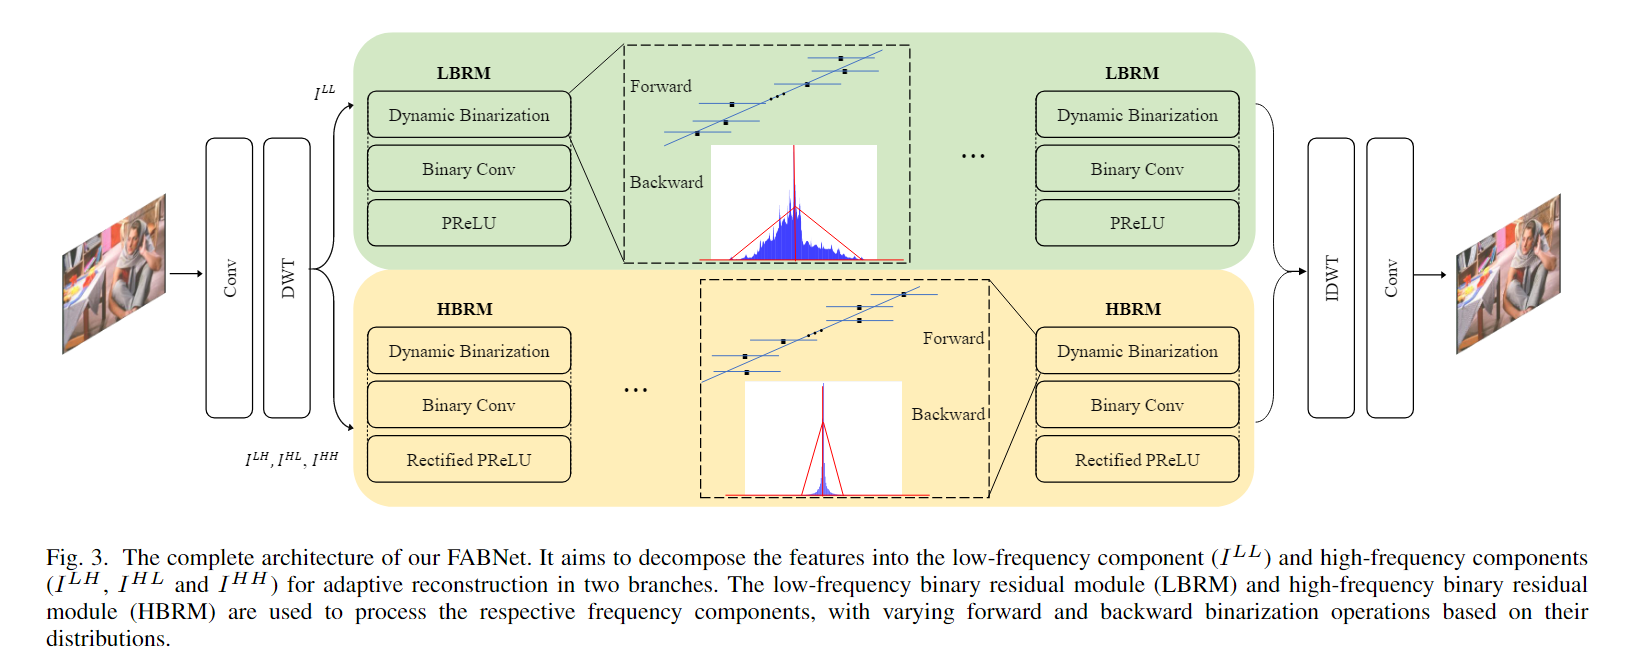 I^{LL}
LBRM
Dynamic Binarization
Binary Conv
PReLU
Forward
Backward
...
LBRM
Dynamic Binarization
Binary Conv
PReLU
Conv
DWT
HBRM
Dynamic Binarization
Binary Conv
Rectified PReLU
I^{LH}, I^{HL}, I^{HH}
...
Forward
Backward
HBRM
Dynamic Binarization
Binary Conv
Rectified PReLU
IDWT
Conv
Fig. 3. The complete architecture of our FABNet. It aims to decompose the features into the low-frequency component (I^{LL}) and high-frequency components
(I^{LH}, I^{HL} and I^{HH}) for adaptive reconstruction in two branches. The low-frequency binary residual module (LBRM) and high-frequency binary residual
module (HBRM) are used to process the respective frequency components, with varying forward and backward binarization operations based on their
distributions.